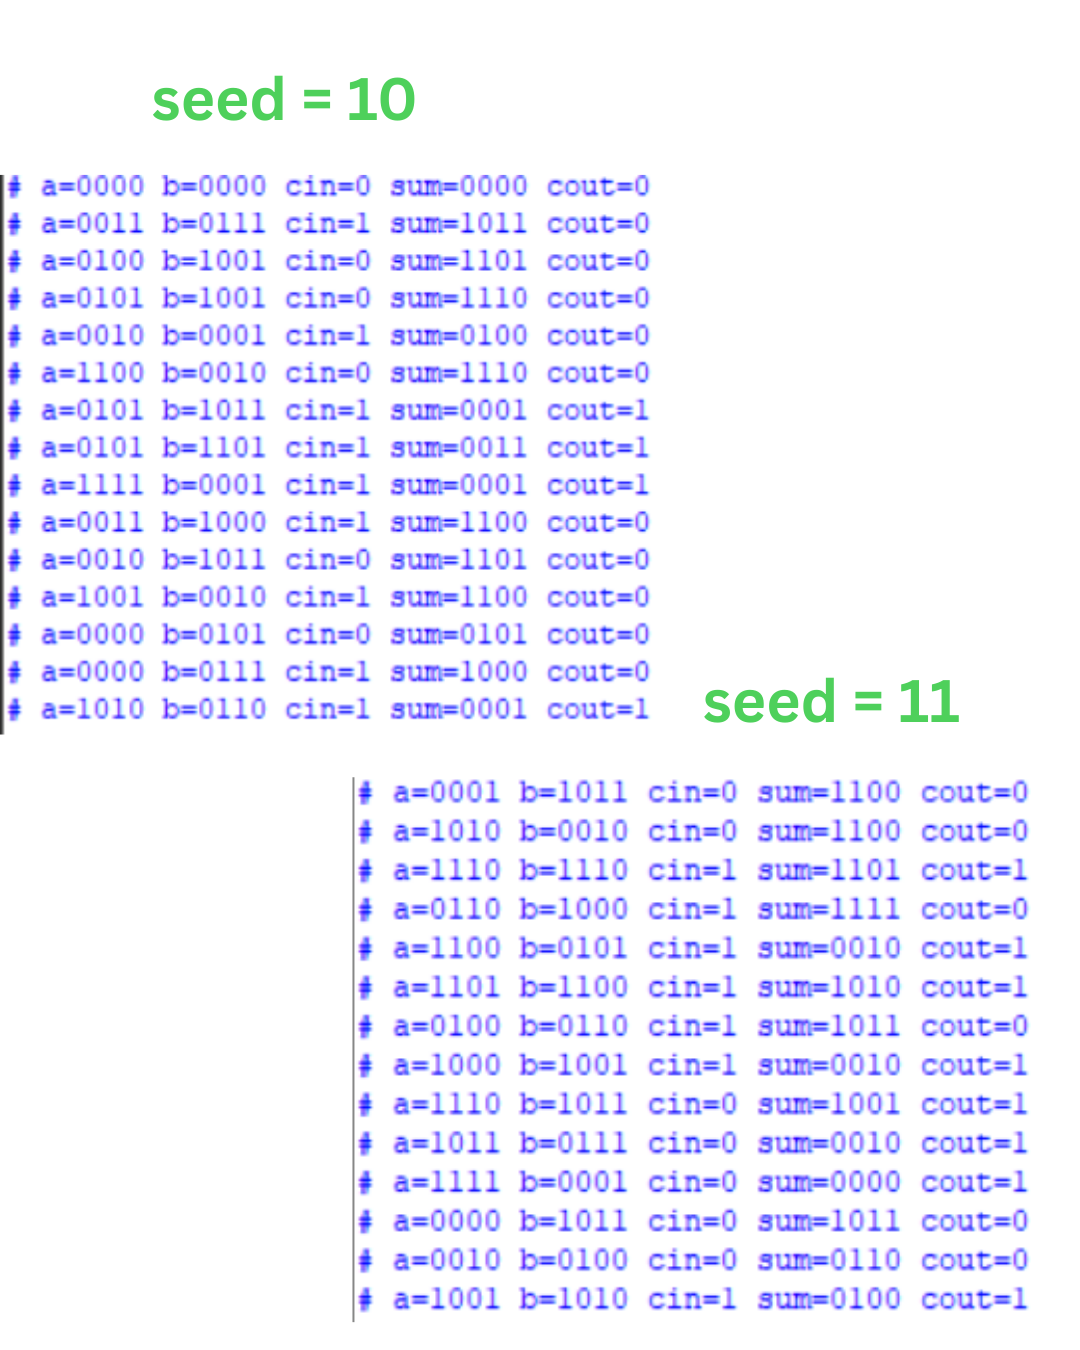 seed = 10
# a=0000 b=0000 cin=0 sum=0000 cout=0
# a=0011 b=0111 cin=1 sum=1011 cout=0
# a=0100 b=1001 cin=0 sum=1101 cout=0
# a=0101 b=1001 cin=0 sum=1110 cout=0
# a=0010 b=0001 cin=1 sum=0100 cout=0
# a=1100 b=0010 cin=0 sum=1110 cout=0
# a=0101 b=1011 cin=1 sum=0001 cout=1
# a=0101 b=1101 cin=1 sum=0011 cout=1
# a=1111 b=0001 cin=1 sum=0001 cout=1
# a=0011 b=1000 cin=1 sum=1100 cout=0
# a=0010 b=1011 cin=0 sum=1101 cout=0
# a=1001 b=0010 cin=1 sum=1100 cout=0
# a=0000 b=0101 cin=0 sum=0101 cout=0
# a=0000 b=0111 cin=1 sum=1000 cout=0
# a=1010 b=0110 cin=1 sum=0001 cout=1
seed = 11
# a=0001 b=1011 cin=0 sum=1100 cout=0
# a=1010 b=0010 cin=0 sum=1100 cout=0
# a=1110 b=1110 cin=1 sum=1101 cout=1
# a=0110 b=1000 cin=1 sum=1111 cout=0
# a=1100 b=0101 cin=1 sum=0010 cout=1
# a=1101 b=1100 cin=1 sum=1010 cout=1
# a=0100 b=0110 cin=1 sum=1011 cout=0
# a=1000 b=1001 cin=1 sum=0010 cout=1
# a=1110 b=1011 cin=0 sum=1001 cout=1
# a=1011 b=0111 cin=0 sum=0010 cout=1
# a=1111 b=0001 cin=0 sum=0000 cout=1
# a=0000 b=1011 cin=0 sum=1011 cout=0
# a=0010 b=0100 cin=0 sum=0110 cout=0
# a=1001 b=1010 cin=1 sum=0100 cout=1